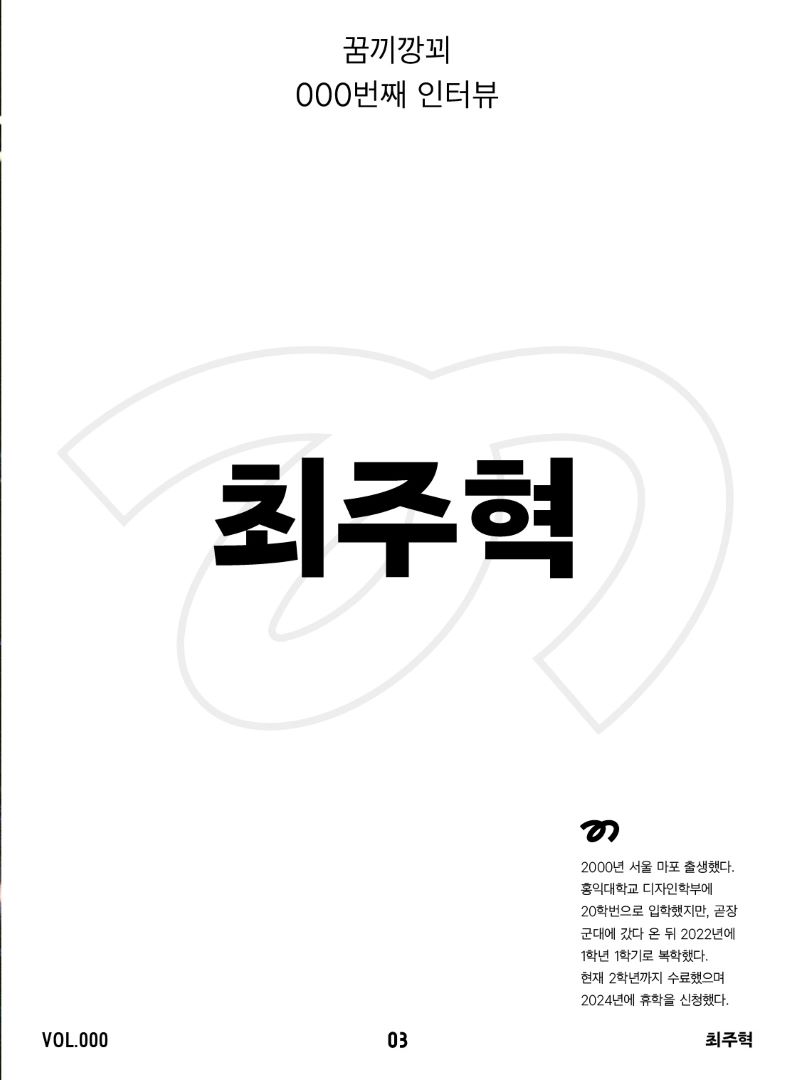 꿈끼깡꾀
000번째 인터뷰
최주혁
2000년 서울 마포 출생했다.
홍익대학교 디자인학부에
20학번으로 입학했지만, 곧장
군대에 갔다 온 뒤 2022년에
1학년 1학기로 복학했다.
현재 2학년까지 수료했으며
2024년에 휴학을 신청했다.
VOL.000
03
최주혁